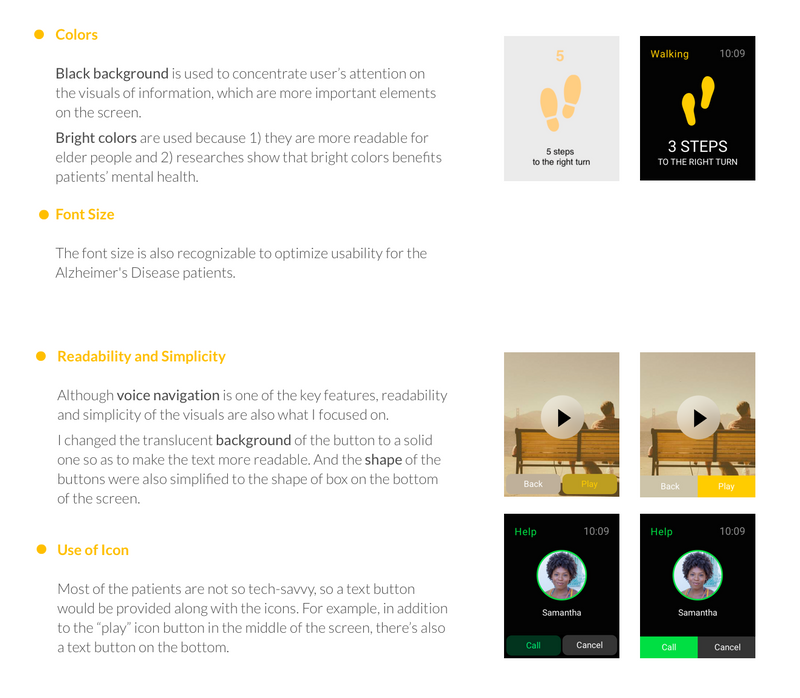 Colors
Black background is used to concentrate user's attention on
the visuals of information, which are more important elements
on the screen.
Bright colors are used because 1) they are more readable for
elder people and 2) researches show that bright colors benefits
patients' mental health.
5
5 steps
to the right turn
Walking 10:09
3 STEPS
TO THE RIGHT TURN
Font Size
The font size is also recognizable to optimize usability for the
Alzheimer's Disease patients.
Readability and Simplicity
Although voice navigation is one of the key features, readability
and simplicity of the visuals are also what I focused on.
I changed the translucent background of the button to a solid
one so as to make the text more readable. And the shape of the
buttons were also simplified to the shape of box on the bottom
of the screen.
Back Play
Back Play
Use of Icon
Most of the patients are not so tech-savvy, so a text button
would be provided along with the icons. For example, in addition
to the “play” icon button in the middle of the screen, there's also
a text button on the bottom.
Help 10:09
Samantha
Call Cancel
Help 10:09
Samantha
Call Cancel